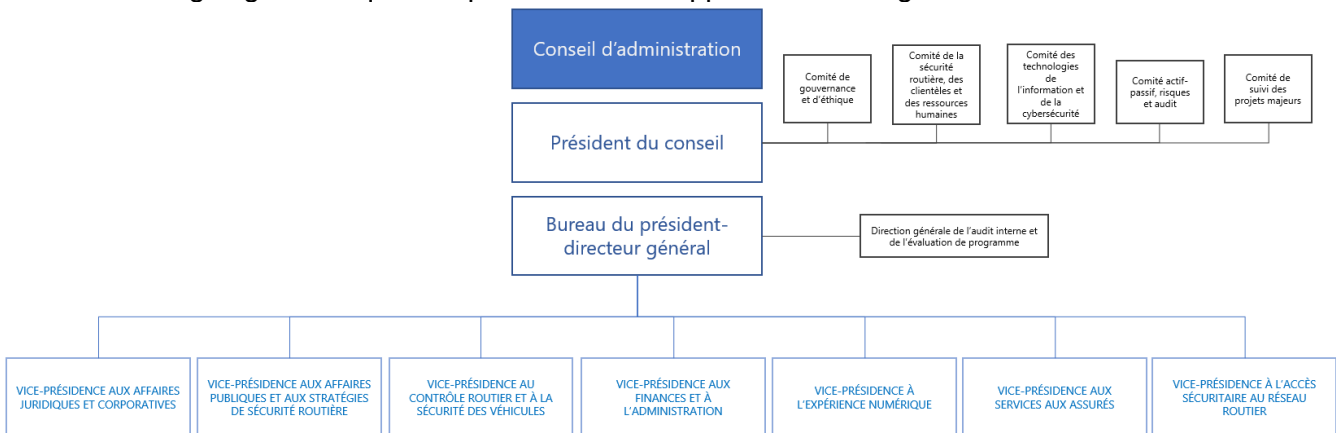 Conseil d'administration
Comité de
gouvernance
et d'éthique
Comité de la
sécurité
routière, des
clientèles et
des ressources
humaines
Comité des
technologies
de
l'information et
de la
cybersécurité
Comité actif-
passif, risques
et audit
Comité de
suivi des
projets majeurs
Président du conseil
Bureau du président-
directeur général
Direction générale de l'audit interne et
de l'évaluation de programme
VICE-PRÉSIDENCE AUX AFFAIRES
JURIDIQUES ET CORPORATIVES
VICE-PRÉSIDENCE AUX AFFAIRES
PUBLIQUES ET AUX STRATÉGIES
DE SÉCURITÉ ROUTIÈRE
VICE-PRÉSIDENCE AU
CONTRÔLE ROUTIER ET À LA
SÉCURITÉ DES VÉHICULES
VICE-PRÉSIDENCE AUX
FINANCES ET À
L'ADMINISTRATION
VICE-PRÉSIDENCE À
L'EXPÉRIENCE NUMÉRIQUE
VICE-PRÉSIDENCE AUX
SERVICES AUX ASSURÉS
VICE-PRÉSIDENCE À L'ACCÈS
SÉCURITAIRE AU RÉSEAU
ROUTIER